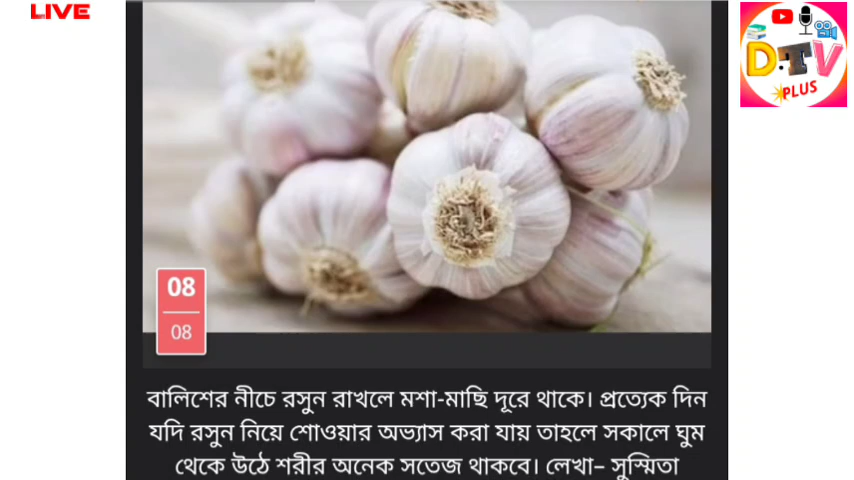 LIVE
D.TV
PLUS
08
08
বালিশের নীচে রসুন রাখলে মশা-মাছি দূরে থাকে। প্রত্যেক দিন
যদি রসুন নিয়ে শোওয়ার অভ্যাস করা যায় তাহলে সকালে ঘুম
থেকে উঠে শরীর অনেক সতেজ থাকবে। লেখা– সুস্মিতা